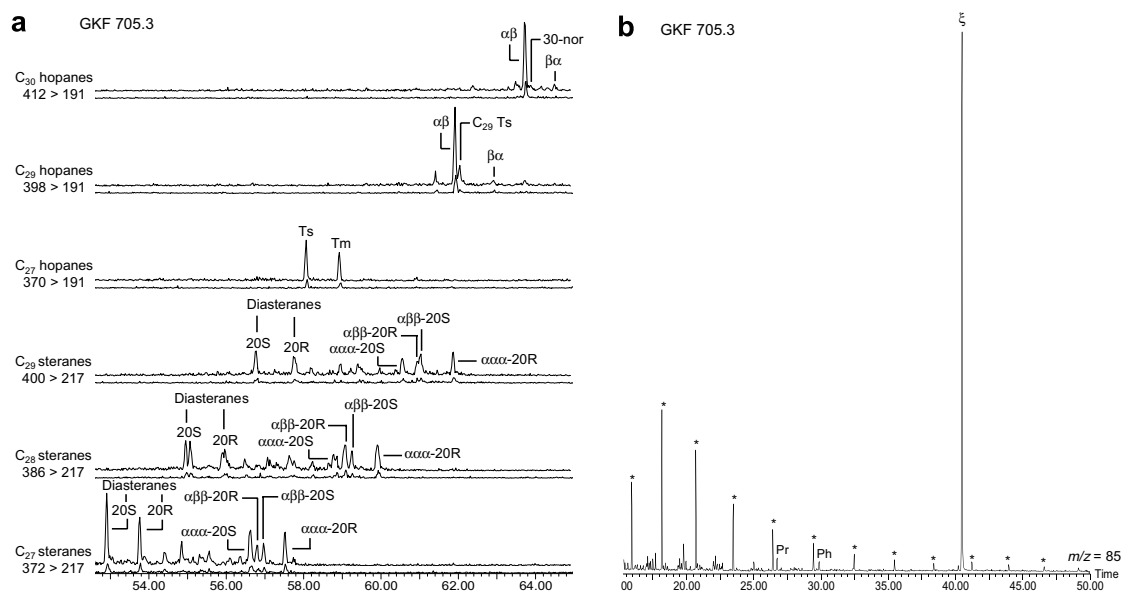 a
GKF 705.3
αβ
30-nor
βα
C30 hopanes
412 > 191
αβ
C29 Ts
βα
C29 hopanes
398 > 191
Ts
Tm
C27 hopanes
370 > 191
Diasteranes
20S
20R
αββ-20S
αββ-20R
ααα-20S
ααα-20R
C29 steranes
400 > 217
Diasteranes
20S
20R
αββ-20S
αββ-20R
ααα-20S
ααα-20R
C28 steranes
386 > 217
Diasteranes
20S
20R
αββ-20R
αββ-20S
ααα-20S
ααα-20R
C27 steranes
372 > 217
54.00 56.00 58.00 60.00 62.00 64.00
b
GKF 705.3
ξ
*
*
*
*
*
Pr
*
Ph
*
*
*
*
*
*
m/z = 85
Time
00 20.00 25.00 30.00 35.00 40.00 45.00 50.00